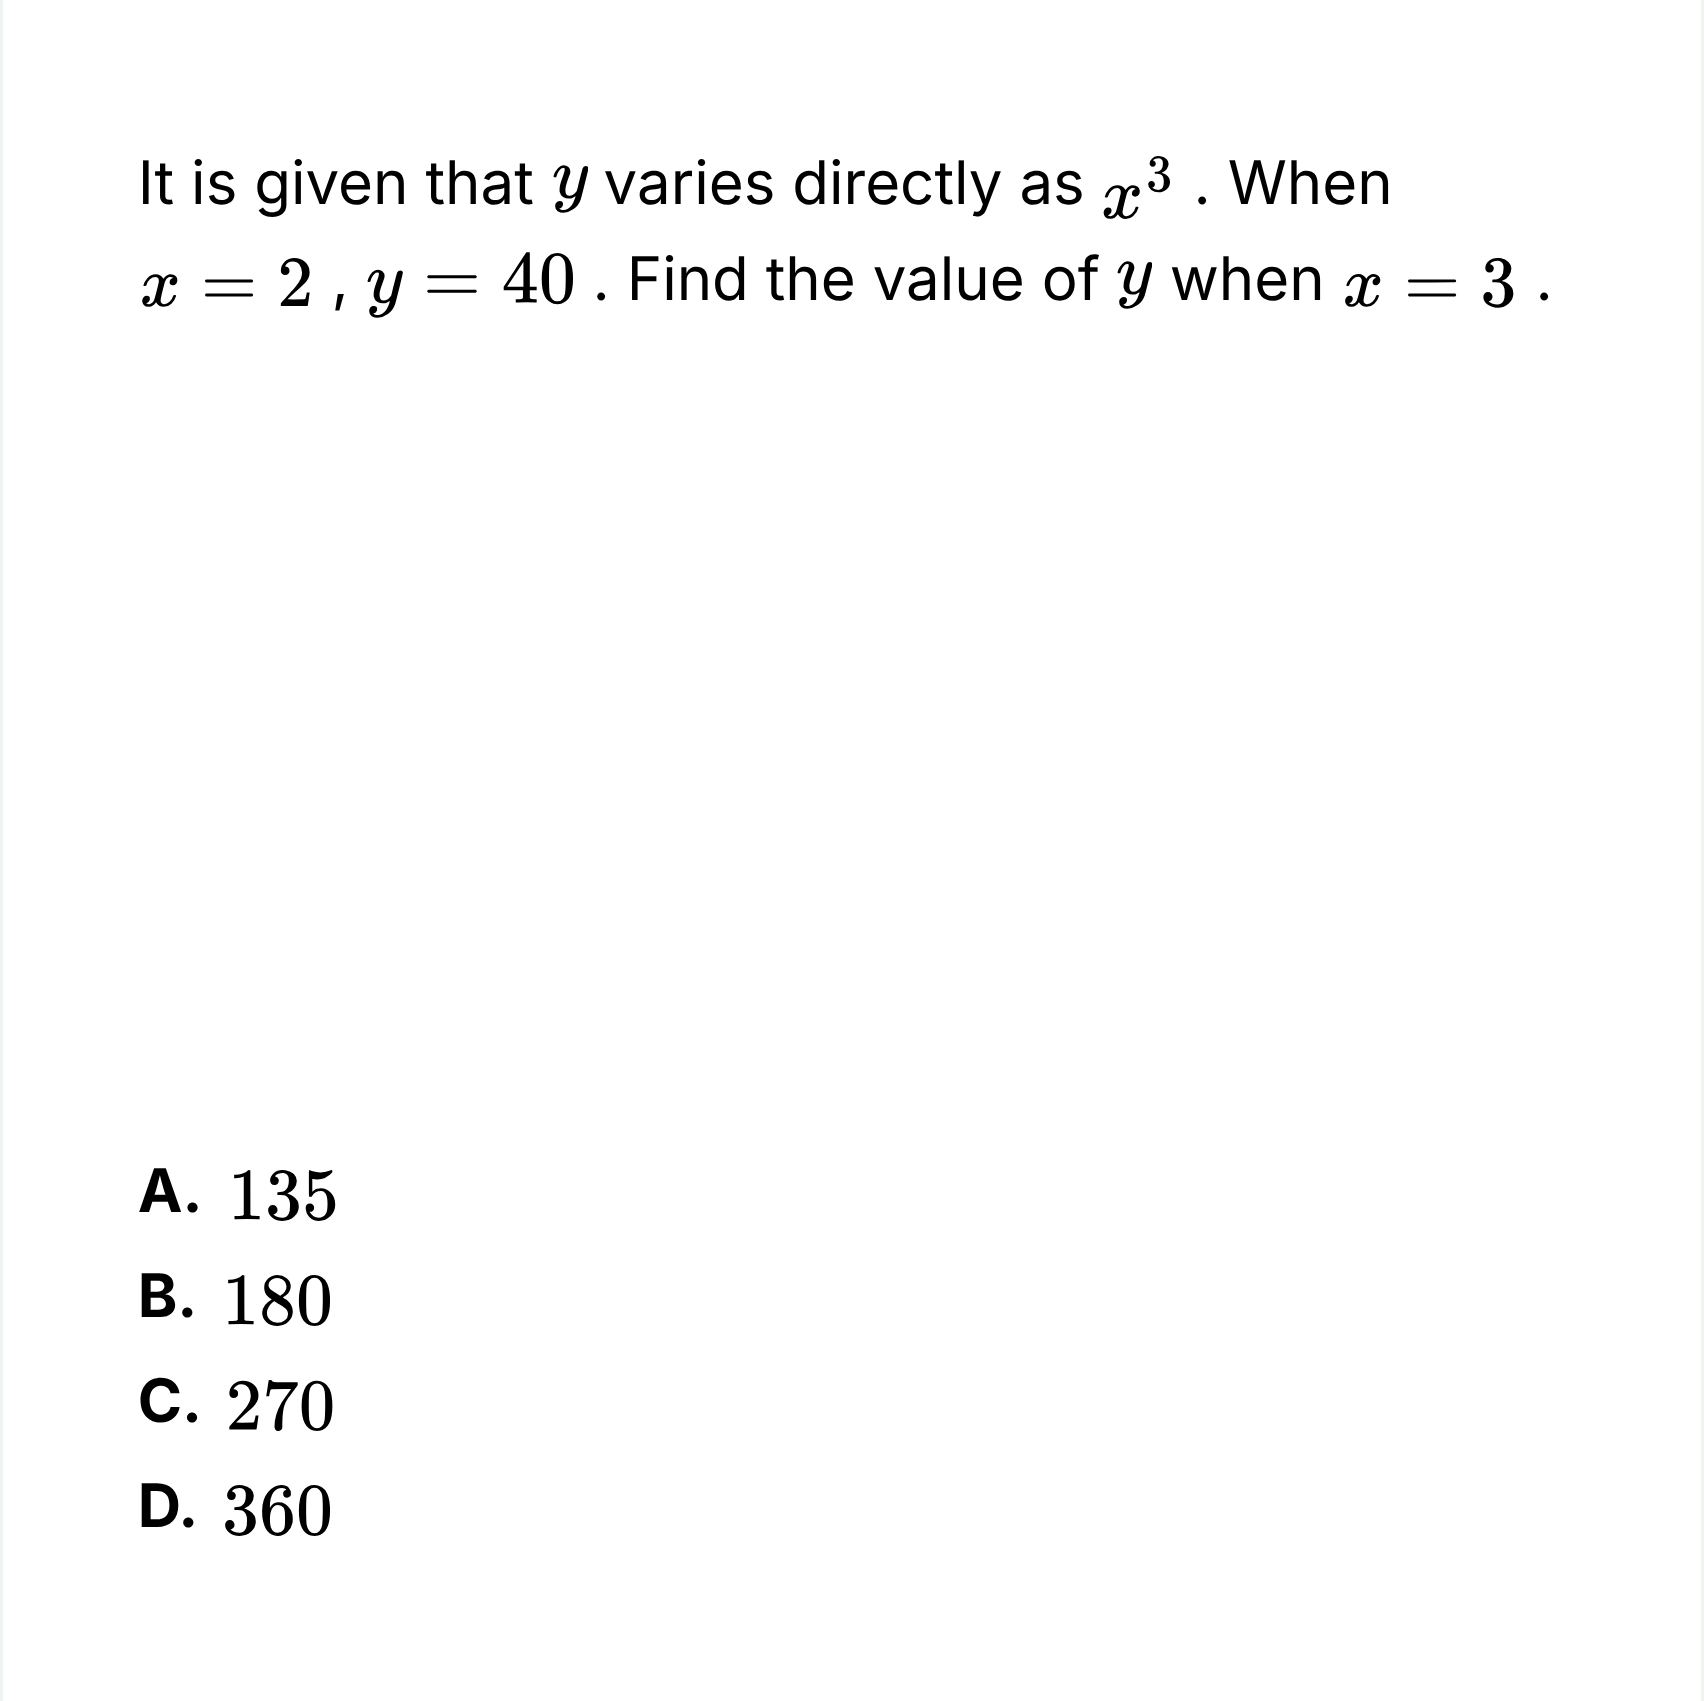 It is given that y varies directly as x³ . When
x = 2 , y = 40 . Find the value of y when x = 3 .
A. 135
B. 180
C. 270
D. 360